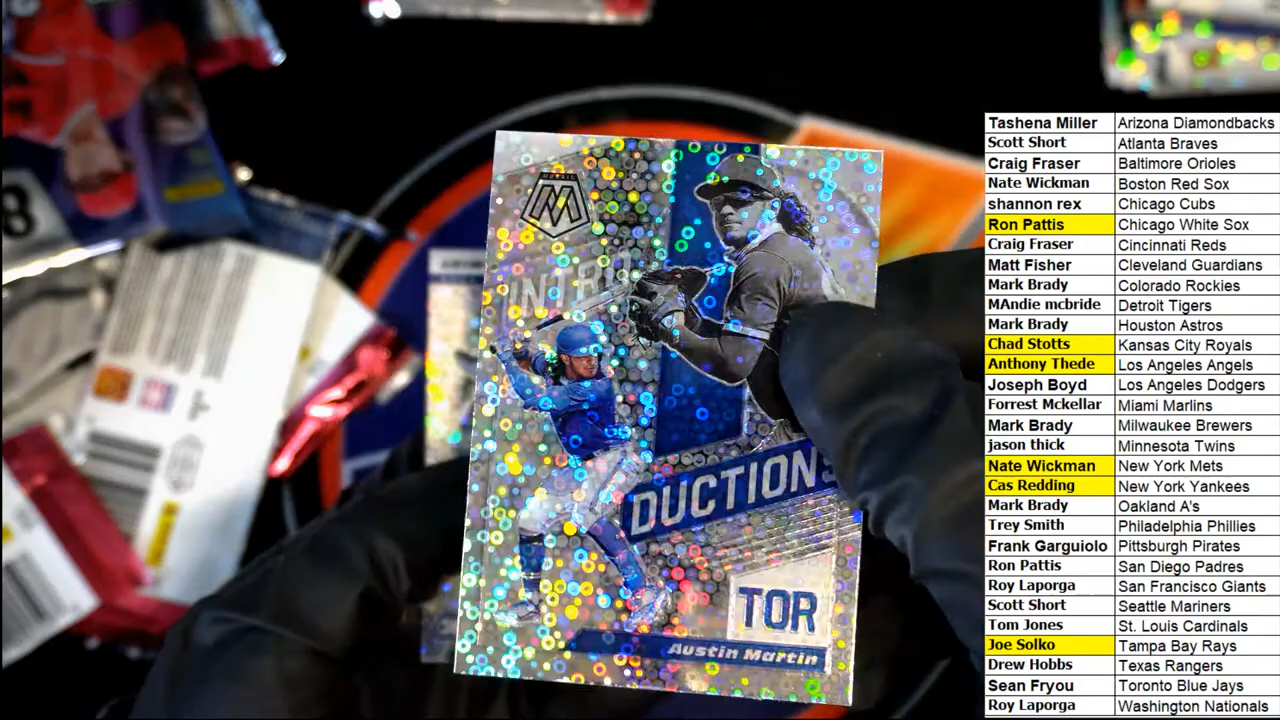 MOSAIC
M
INTRO
DUCTIONS
TOR
Austin Martin
8
Tashena Miller Arizona Diamondbacks
Scott Short Atlanta Braves
Craig Fraser Baltimore Orioles
Nate Wickman Boston Red Sox
shannon rex Chicago Cubs
Ron Pattis Chicago White Sox
Craig Fraser Cincinnati Reds
Matt Fisher Cleveland Guardians
Mark Brady Colorado Rockies
MAndie mcbride Detroit Tigers
Mark Brady Houston Astros
Chad Stotts Kansas City Royals
Anthony Thede Los Angeles Angels
Joseph Boyd Los Angeles Dodgers
Forrest Mckellar Miami Marlins
Mark Brady Milwaukee Brewers
jason thick Minnesota Twins
Nate Wickman New York Mets
Cas Redding New York Yankees
Mark Brady Oakland A's
Trey Smith Philadelphia Phillies
Frank Garguiolo Pittsburgh Pirates
Ron Pattis San Diego Padres
Roy Laporga San Francisco Giants
Scott Short Seattle Mariners
Tom Jones St. Louis Cardinals
Joe Solko Tampa Bay Rays
Drew Hobbs Texas Rangers
Sean Fryou Toronto Blue Jays
Roy Laporga Washington Nationals